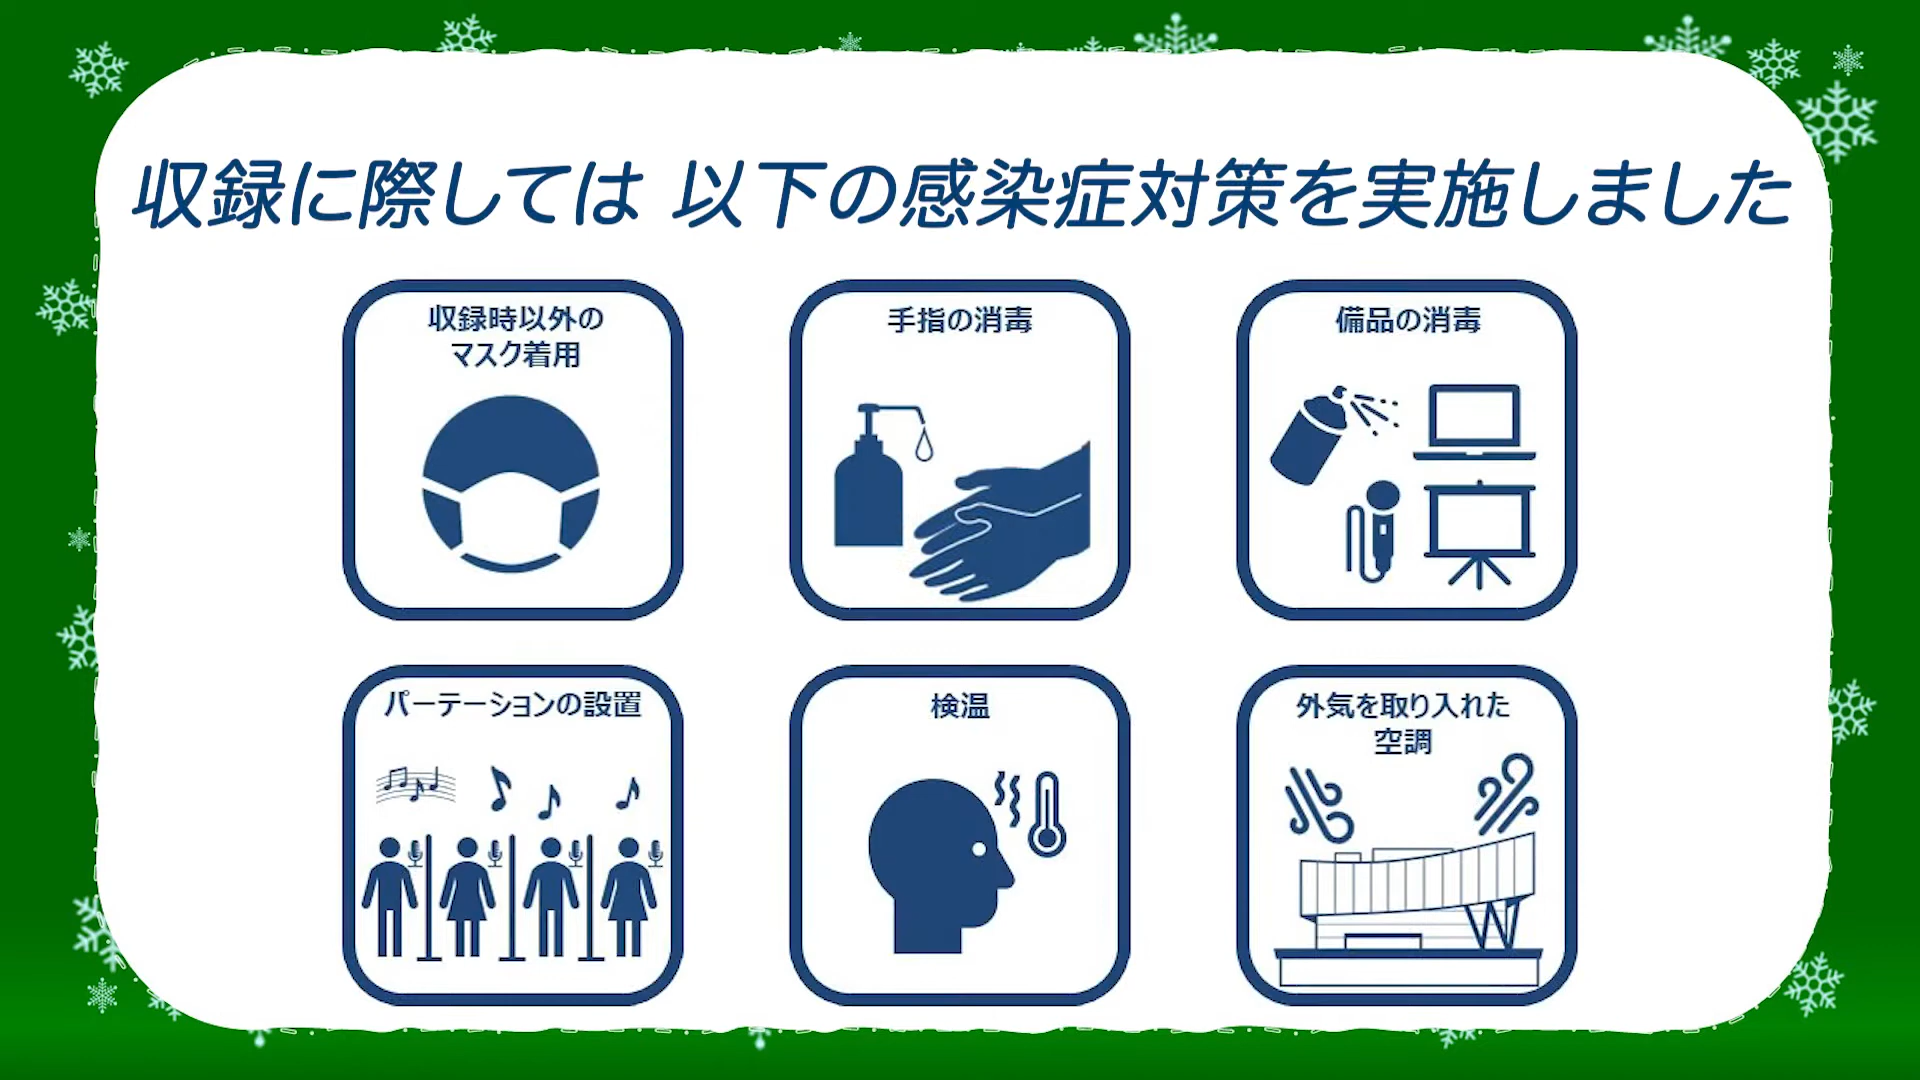 収録に際しては 以下の感染症対策を実施しました
収録時以外の
マスク着用
手指の消毒
備品の消毒
パーテーションの設置
検温
外気を取り入れた
空調